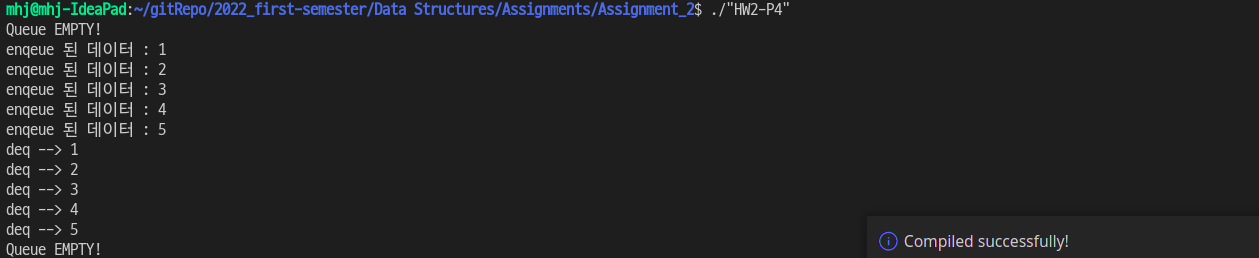 mhj@mhj-IdeaPad:~/gitRepo/2022_first-semester/Data Structures/Assignments/Assignment_2$ ./"HW2-P4"
Queue EMPTY!
enqeue 된 데이터 : 1
enqeue 된 데이터 : 2
enqeue 된 데이터 : 3
enqeue 된 데이터 : 4
enqeue 된 데이터 : 5
deq --> 1
deq --> 2
deq --> 3
deq --> 4
deq --> 5
Queue EMPTY!
Compiled successfully!